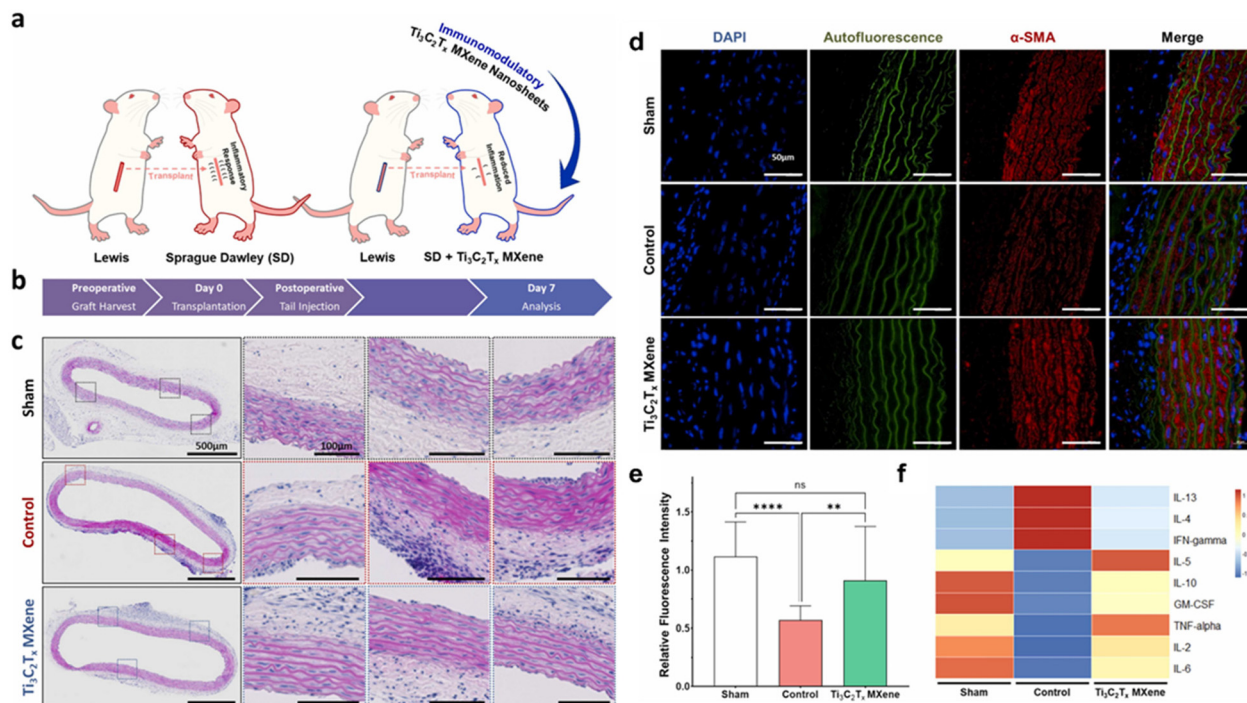 a
Immunomodulatory
Ti₃C₂Tₓ MXene Nanosheets
Inflammatory
Response
Transplant
Reduced
Inflammation
Transplant
Lewis
Sprague Dawley (SD)
Lewis
SD + Ti₃C₂Tₓ MXene
b
Preoperative
Graft Harvest
Day 0
Transplantation
Postoperative
Tail Injection
Day 7
Analysis
c
Sham
500μm
100μm
Control
Ti₃C₂Tₓ MXene
d
DAPI
Autofluorescence
α-SMA
Merge
Sham
50μm
Control
Ti₃C₂Tₓ MXene
e
Relative Fluorescence Intensity
1.5
1.0
0.5
0.0
ns
****
**
Sham
Control
Ti₃C₂Tₓ MXene
f
IL-13
IL-4
IFN-gamma
IL-5
IL-10
GM-CSF
TNF-alpha
IL-2
IL-6
Sham
Control
Ti₃C₂Tₓ MXene